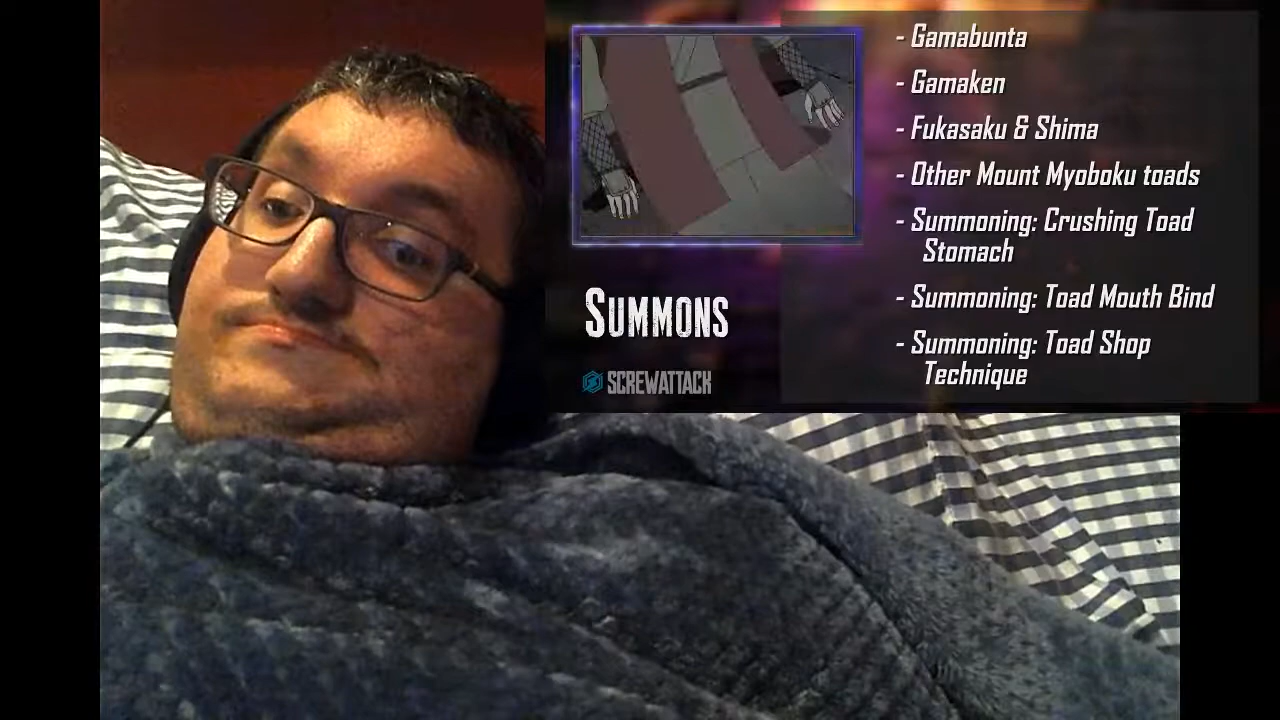 - Gamabunta
- Gamaken
- Fukasaku & Shima
- Other Mount Myoboku toads
- Summoning: Crushing Toad
Stomach
- Summoning: Toad Mouth Bind
- Summoning: Toad Shop
Technique
Summons
SCREWATTACK